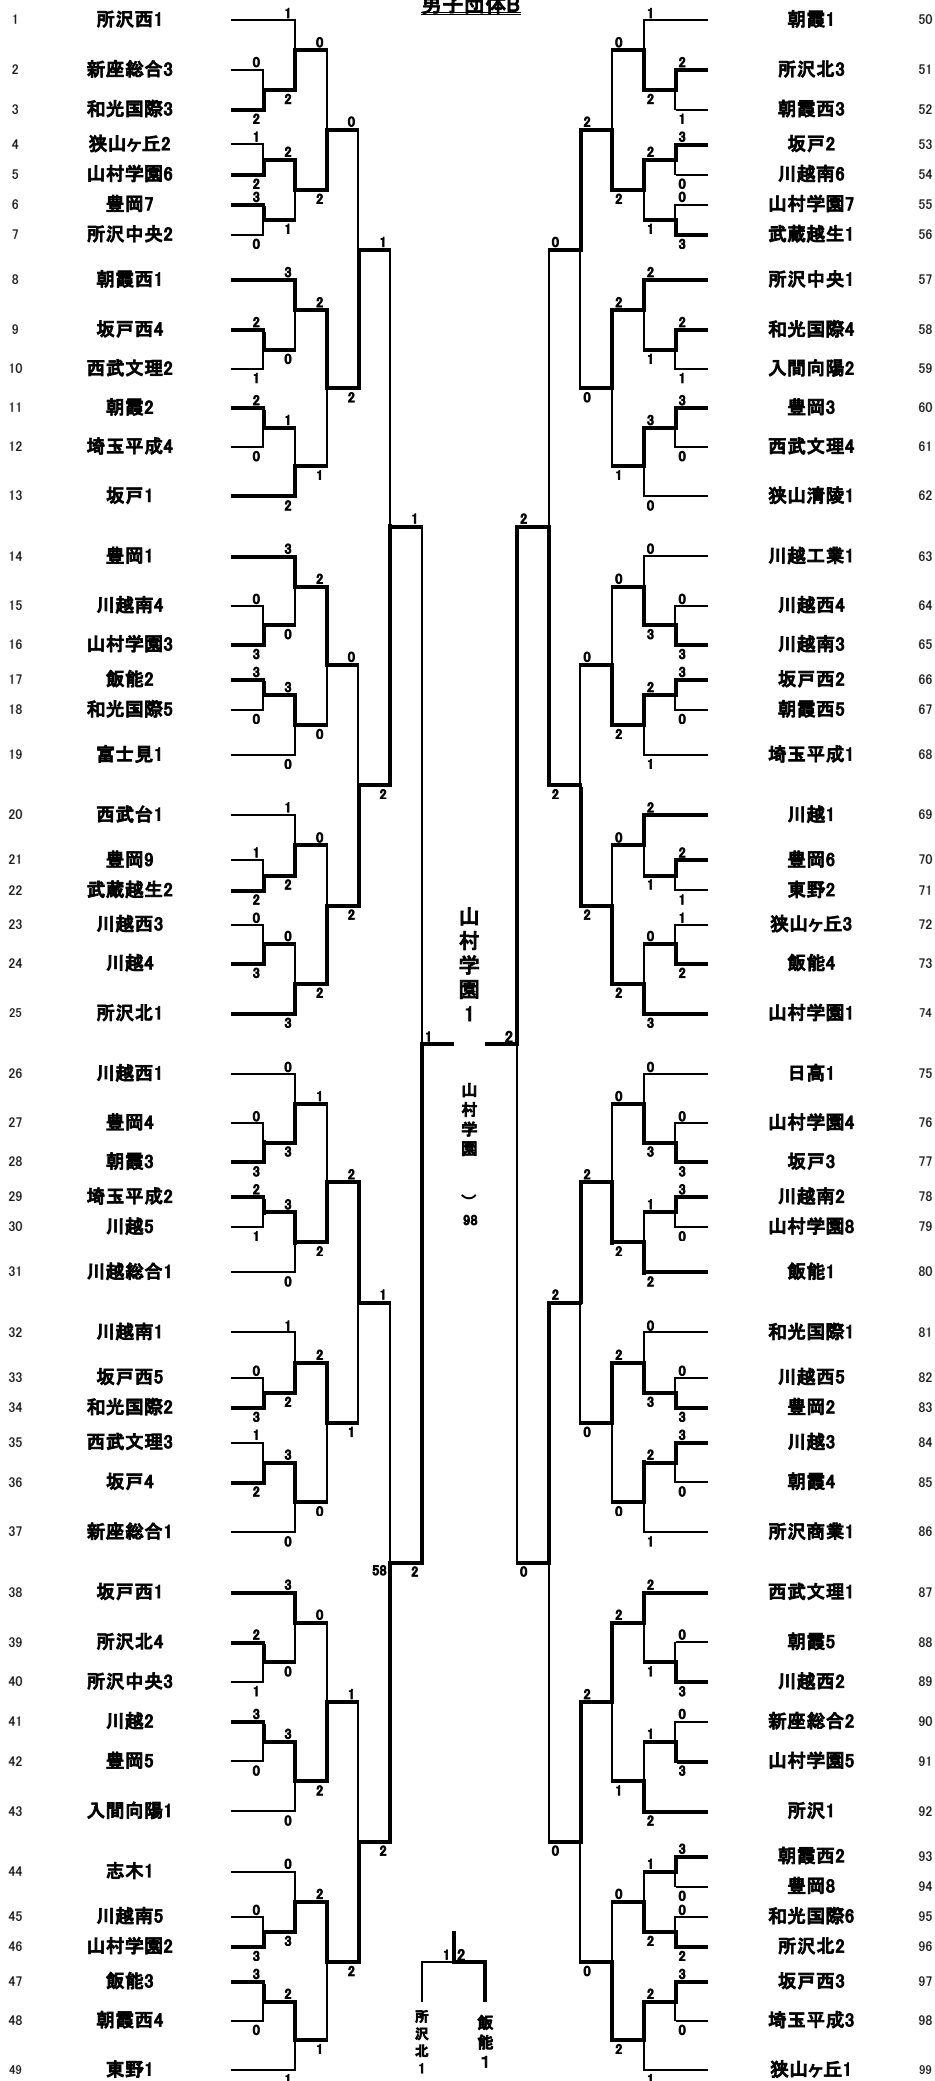 男子団体B
1 所沢西1
2 新座総合3
3 和光国際3
4 狭山ヶ丘2
5 山村学園6
6 豊岡7
7 所沢中央2
8 朝霞西1
9 坂戸西4
10 西武文理2
11 朝霞2
12 埼玉平成4
13 坂戸1
14 豊岡1
15 川越南4
16 山村学園3
17 飯能2
18 和光国際5
19 富士見1
20 西武台1
21 豊岡9
22 武蔵越生2
23 川越西3
24 川越4
25 所沢北1
26 川越西1
27 豊岡4
28 朝霞3
29 埼玉平成2
30 川越5
31 川越総合1
32 川越南1
33 坂戸西5
34 和光国際2
35 西武文理3
36 坂戸4
37 新座総合1
38 坂戸西1
39 所沢北4
40 所沢中央3
41 川越2
42 豊岡5
43 入間向陽1
44 志木1
45 川越南5
46 山村学園2
47 飯能3
48 朝霞西4
49 東野1
山村学園1
山村学園 ）98
58
1 2
所沢北1
飯能1
朝霞1 50
所沢北3 51
朝霞西3 52
坂戸2 53
川越南6 54
山村学園7 55
武蔵越生1 56
所沢中央1 57
和光国際4 58
入間向陽2 59
豊岡3 60
西武文理4 61
狭山清陵1 62
川越工業1 63
川越西4 64
川越南3 65
坂戸西2 66
朝霞西5 67
埼玉平成1 68
川越1 69
豊岡6 70
東野2 71
狭山ヶ丘3 72
飯能4 73
山村学園1 74
日高1 75
山村学園4 76
坂戸3 77
川越南2 78
山村学園8 79
飯能1 80
和光国際1 81
川越西5 82
豊岡2 83
川越3 84
朝霞4 85
所沢商業1 86
西武文理1 87
朝霞5 88
川越西2 89
新座総合2 90
山村学園5 91
所沢1 92
朝霞西2 93
豊岡8 94
和光国際6 95
所沢北2 96
坂戸西3 97
埼玉平成3 98
狭山ヶ丘1 99